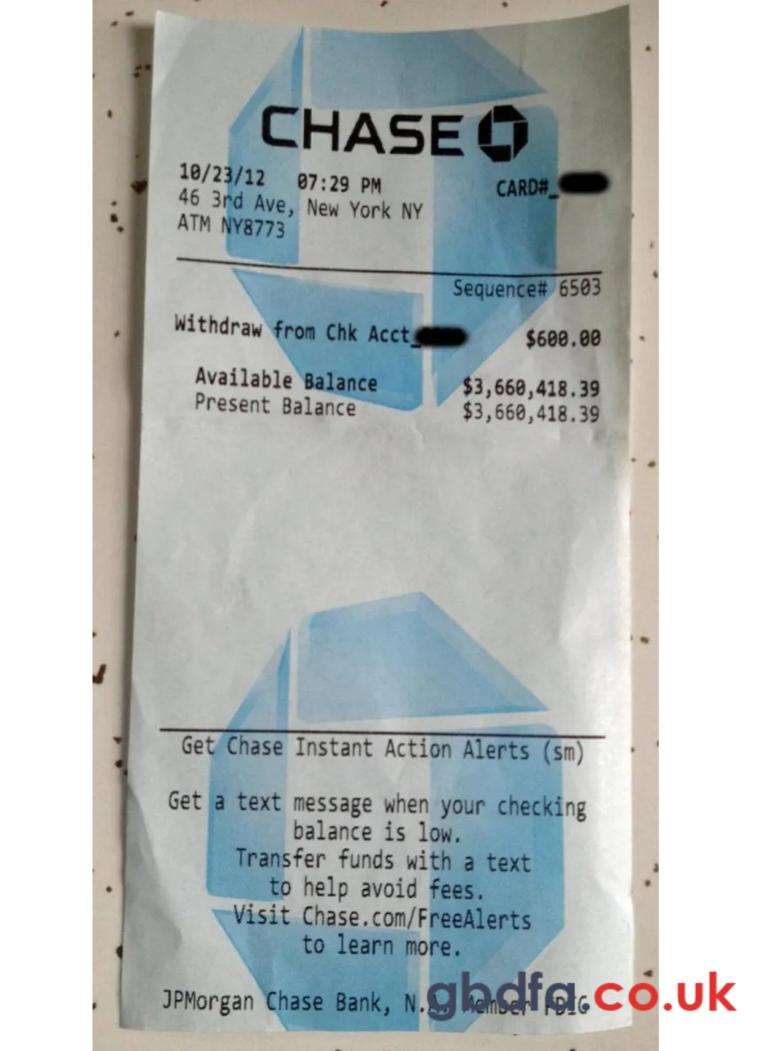 CHASE
10/23/12 07:29 PM CARD#_
46 3rd Ave, New York NY
ATM NY8773
Sequence# 6503
Withdraw from Chk Acct_ $600.00
Available Balance $3,660,418.39
Present Balance $3,660,418.39
Get Chase Instant Action Alerts (sm)
Get a text message when your checking
balance is low.
Transfer funds with a text
to help avoid fees.
Visit Chase.com/FreeAlerts
to learn more.
JPMorgan Chase Bank, N.A. Member FDIC
gbdfa.co.uk